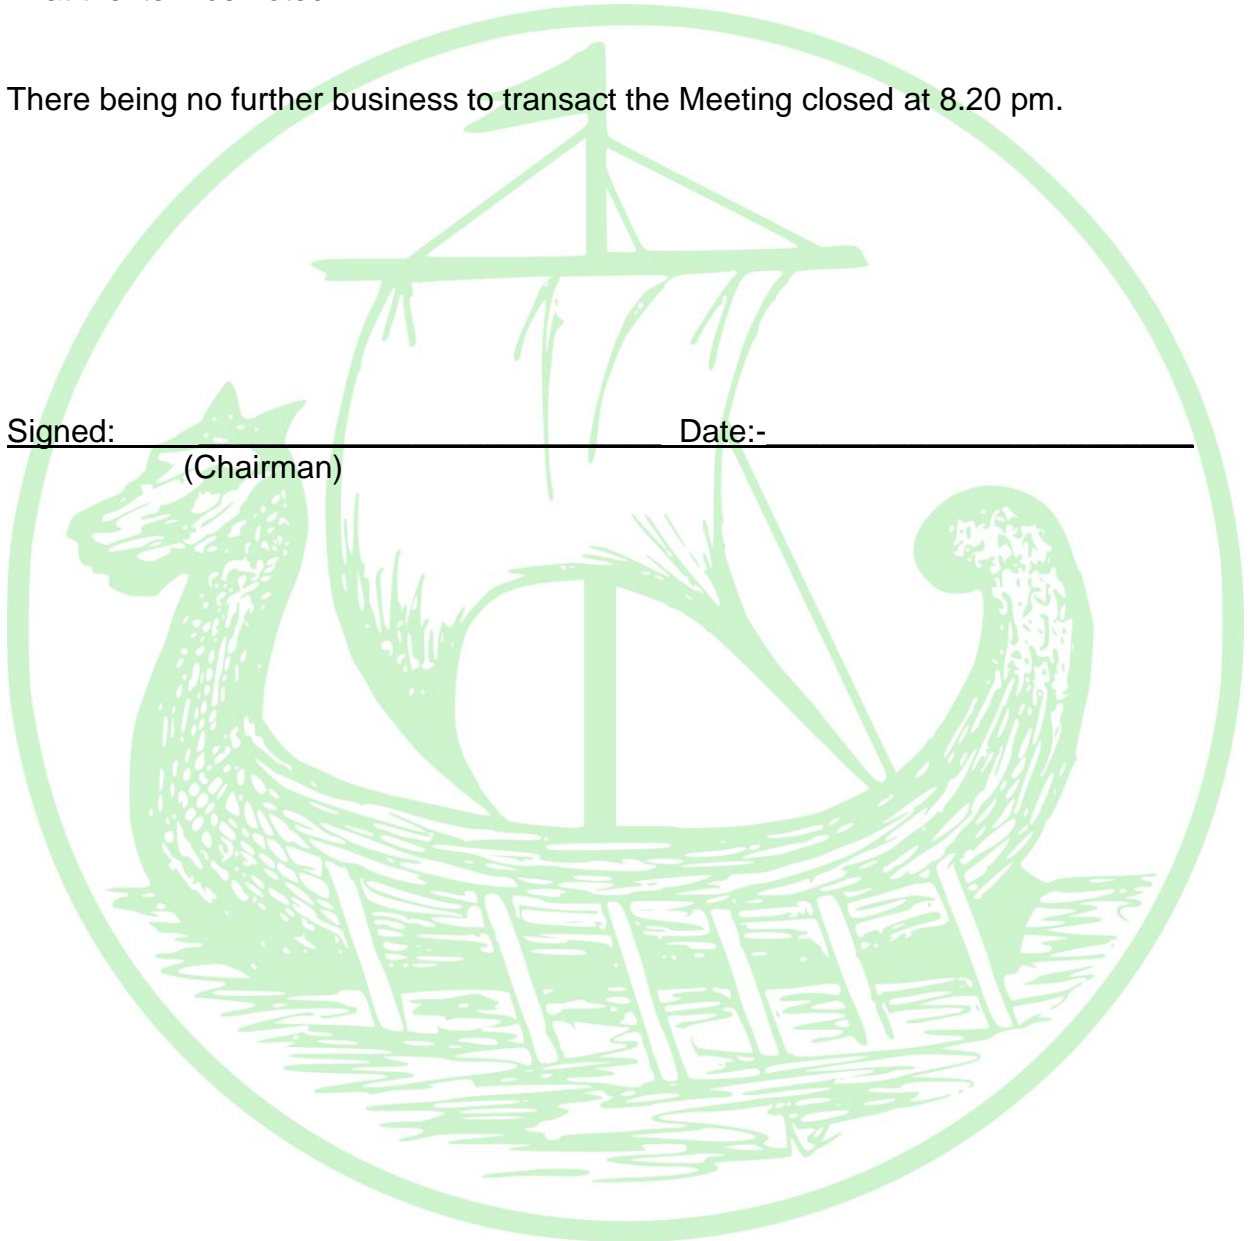 There being no further business to transact the Meeting closed at 8.20 pm.
Signed: Date:-
(Chairman)